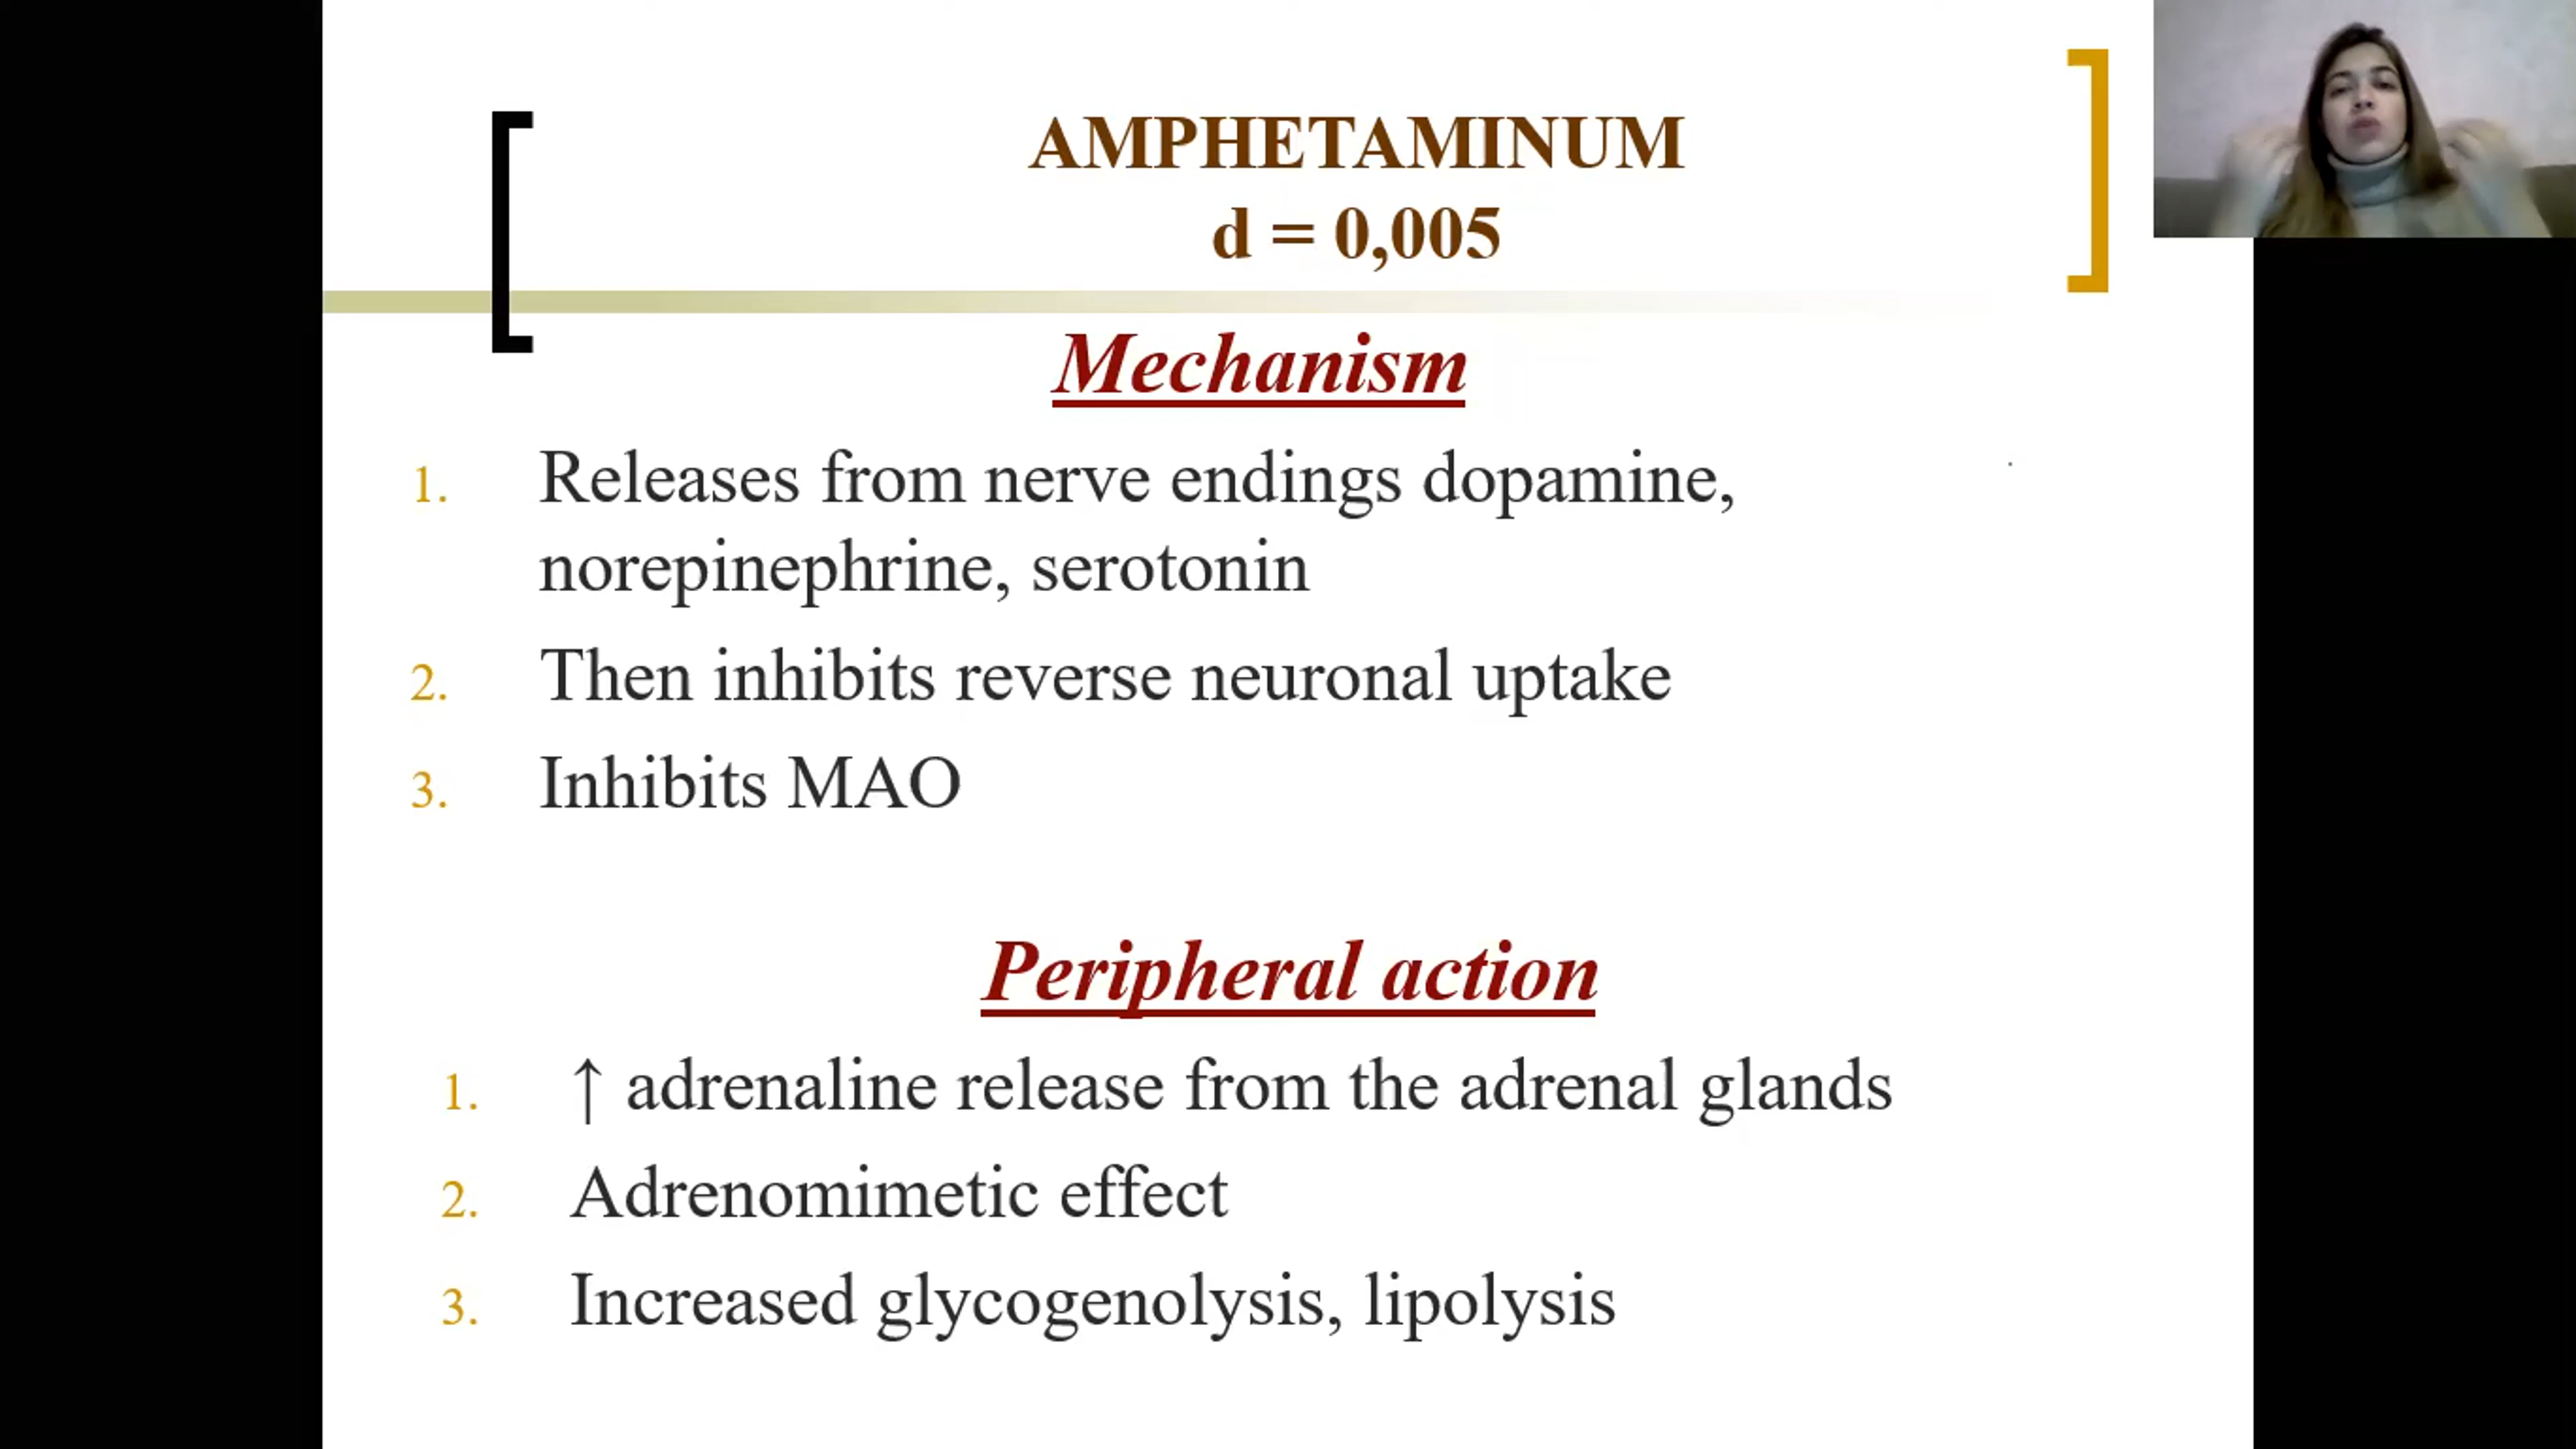 AMPHETAMINUM
d = 0,005
Mechanism
1. Releases from nerve endings dopamine,
norepinephrine, serotonin
2. Then inhibits reverse neuronal uptake
3. Inhibits MAO
Peripheral action
1. ↑ adrenaline release from the adrenal glands
2. Adrenomimetic effect
3. Increased glycogenolysis, lipolysis